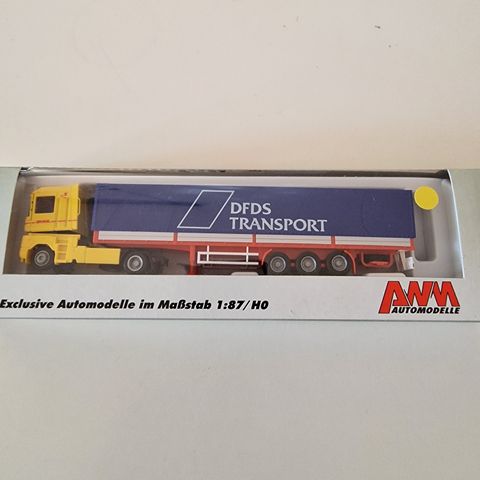 DFDS
TRANSPORT
Exclusive Automodelle im Maßstab 1:87/H0
AWM
AUTOMODELLE